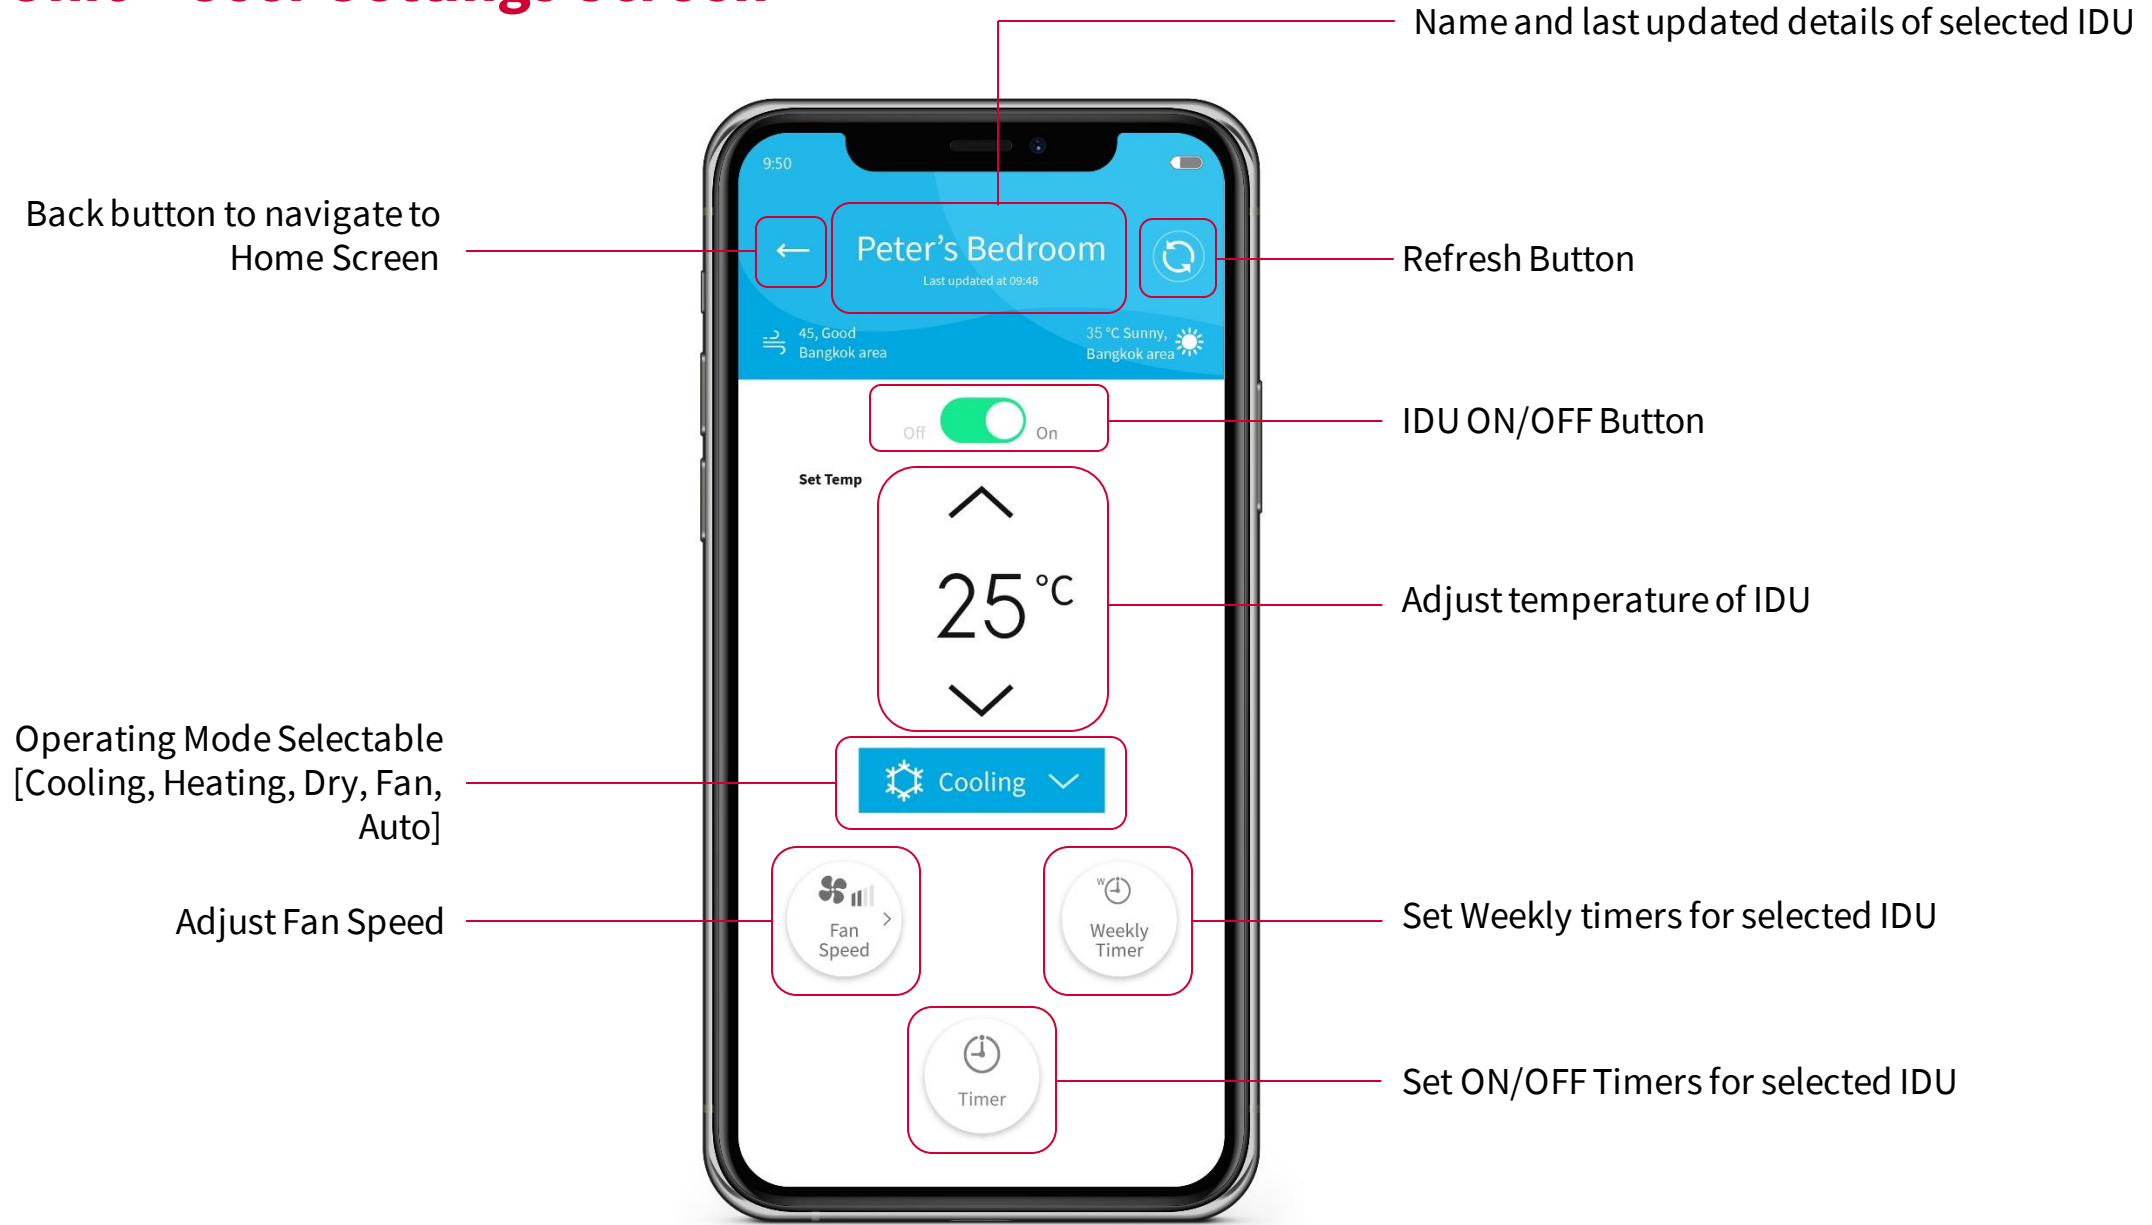 User Settings Screen
Name and last updated details of selected IDU
9:50
Back button to navigate to
Home Screen
Peter's Bedroom
Last updated at 09:48
Refresh Button
45, Good
Bangkok area
35 °C Sunny,
Bangkok area
Off
On
IDU ON/OFF Button
Set Temp
25 °C
Adjust temperature of IDU
Operating Mode Selectable
[Cooling, Heating, Dry, Fan,
Auto]
Cooling
Adjust Fan Speed
Fan
Speed
W
Weekly
Timer
Set Weekly timers for selected IDU
Timer
Set ON/OFF Timers for selected IDU